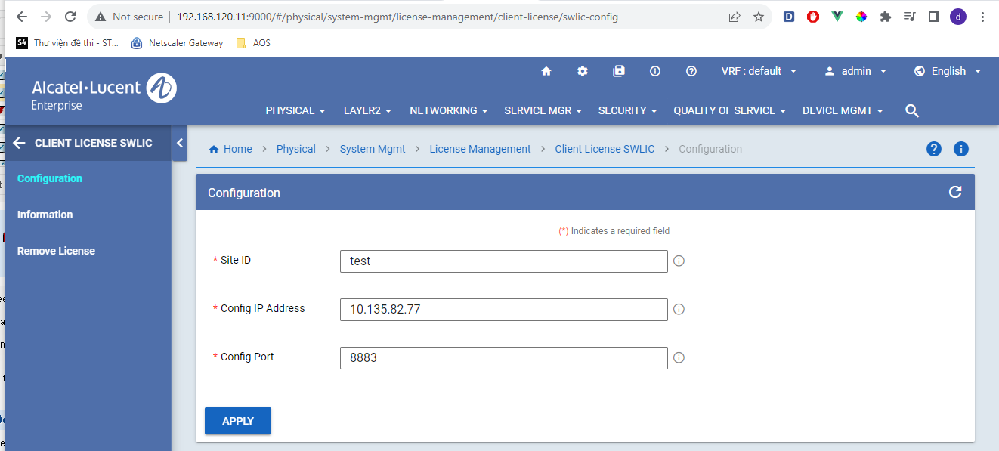 Not secure
192.168.120.11:9000/#/physical/system-mgmt/license-management/client-license/swlic-config
D
d
S4
Thư viện đề thi - ST...
Netscaler Gateway
AOS
Alcatel·Lucent
Enterprise
VRF : default
admin
English
PHYSICAL
LAYER2
NETWORKING
SERVICE MGR
SECURITY
QUALITY OF SERVICE
DEVICE MGMT
CLIENT LICENSE SWLIC
Configuration
Information
Remove License
Home > Physical > System Mgmt > License Management > Client License SWLIC > Configuration
Configuration
(*) Indicates a required field
* Site ID
test
* Config IP Address
10.135.82.77
* Config Port
8883
APPLY